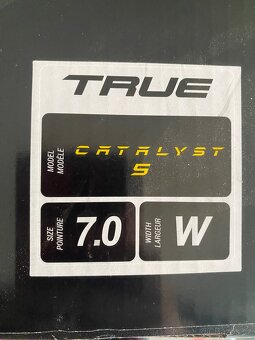 TRUE
MODEL
MODÈLE
CATALYST
5
SIZE
POINTURE
7.0
WIDTH
LARGEUR
W